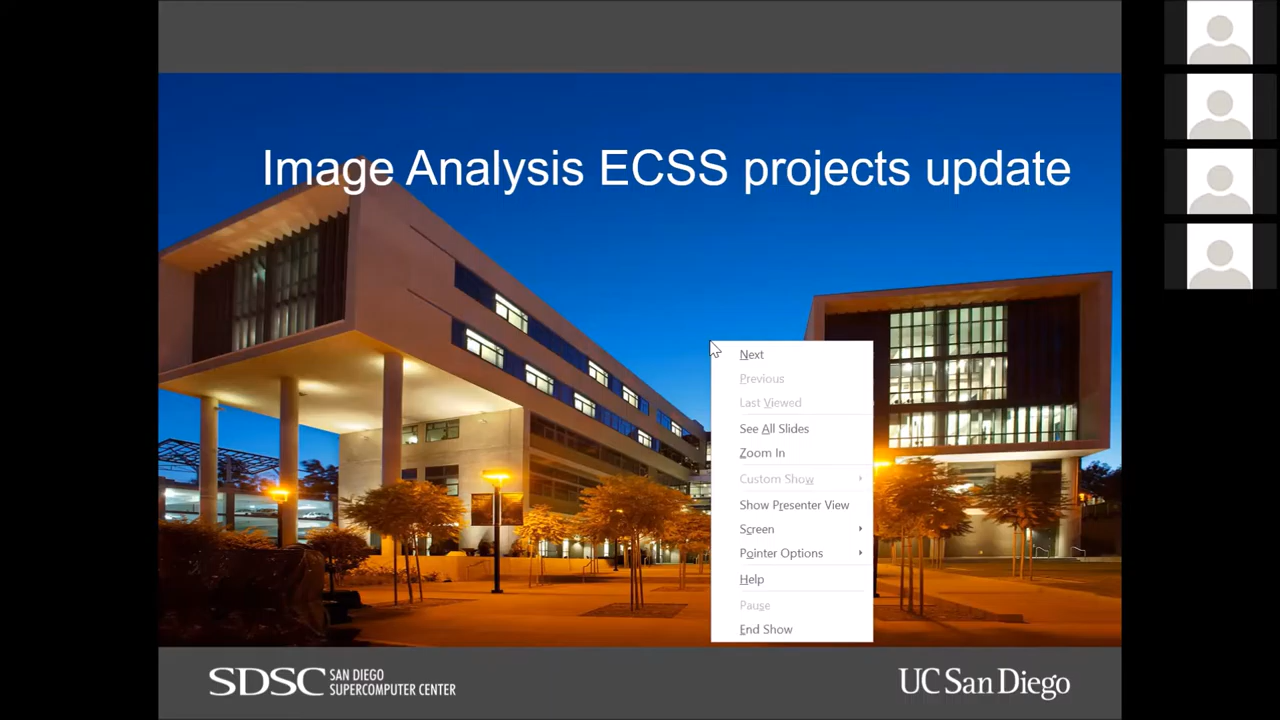 Image Analysis ECSS projects update
Next
Previous
Last Viewed
See All Slides
Zoom In
Custom Show
Show Presenter View
Screen
Pointer Options
Help
Pause
End Show
SDSC SAN DIEGO
SUPERCOMPUTER CENTER
UC San Diego